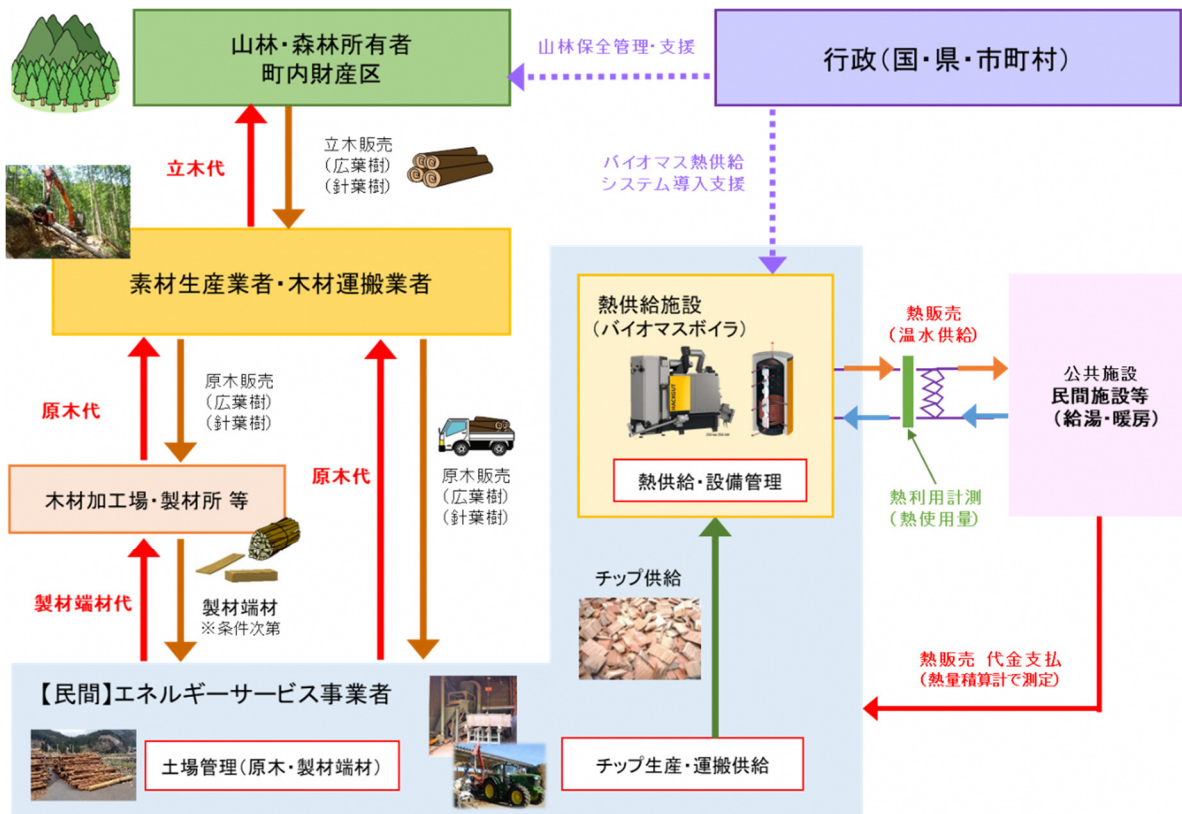 山林・森林所有者
町内財産区
山林保全管理・支援
行政(国・県・市町村)
立木代
立木販売
(広葉樹)
(針葉樹)
バイオマス熱供給
システム導入支援
素材生産業者・木材運搬業者
熱供給施設
(バイオマスボイラ)
HACKGUT
熱供給・設備管理
熱販売
(温水供給)
公共施設
民間施設等
(給湯・暖房)
熱利用計測
(熱使用量)
原木代
原木販売
(広葉樹)
(針葉樹)
原木代
原木販売
(広葉樹)
(針葉樹)
木材加工場・製材所 等
製材端材代
製材端材
※条件次第
チップ供給
熱販売 代金支払
(熱量積算計で測定)
【民間】エネルギーサービス事業者
土場管理(原木・製材端材)
チップ生産・運搬供給